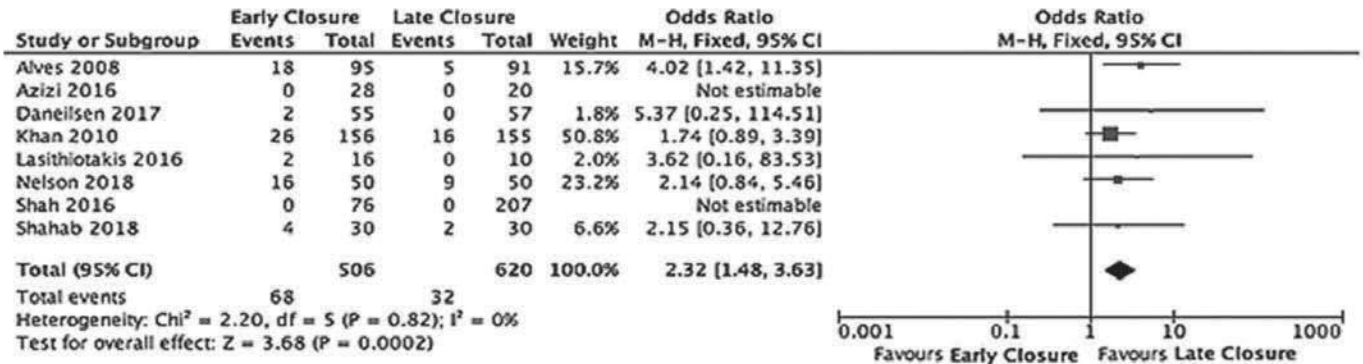 Early Closure Late Closure Odds Ratio Odds Ratio
Study or Subgroup Events Total Events Total Weight M-H, Fixed, 95% CI M-H, Fixed, 95% CI
Alves 2008 18 95 5 91 15.7% 4.02 [1.42, 11.35]
Azizi 2016 0 28 0 20 Not estimable
Daneilsen 2017 2 55 0 57 1.8% 5.37 [0.25, 114.51]
Khan 2010 26 156 16 155 50.8% 1.74 [0.89, 3.39]
Lasithiotakis 2016 2 16 0 10 2.0% 3.62 [0.16, 83.53]
Nelson 2018 16 50 9 50 23.2% 2.14 [0.84, 5.46]
Shah 2016 0 76 0 207 Not estimable
Shahab 2018 4 30 2 30 6.6% 2.15 [0.36, 12.76]
Total (95% CI) 506 620 100.0% 2.32 [1.48, 3.63]
Total events 68 32
Heterogeneity: Chi² = 2.20, df = 5 (P = 0.82); I² = 0%
Test for overall effect: Z = 3.68 (P = 0.0002)
0.001 0.1 1 10 1000
Favours Early Closure Favours Late Closure